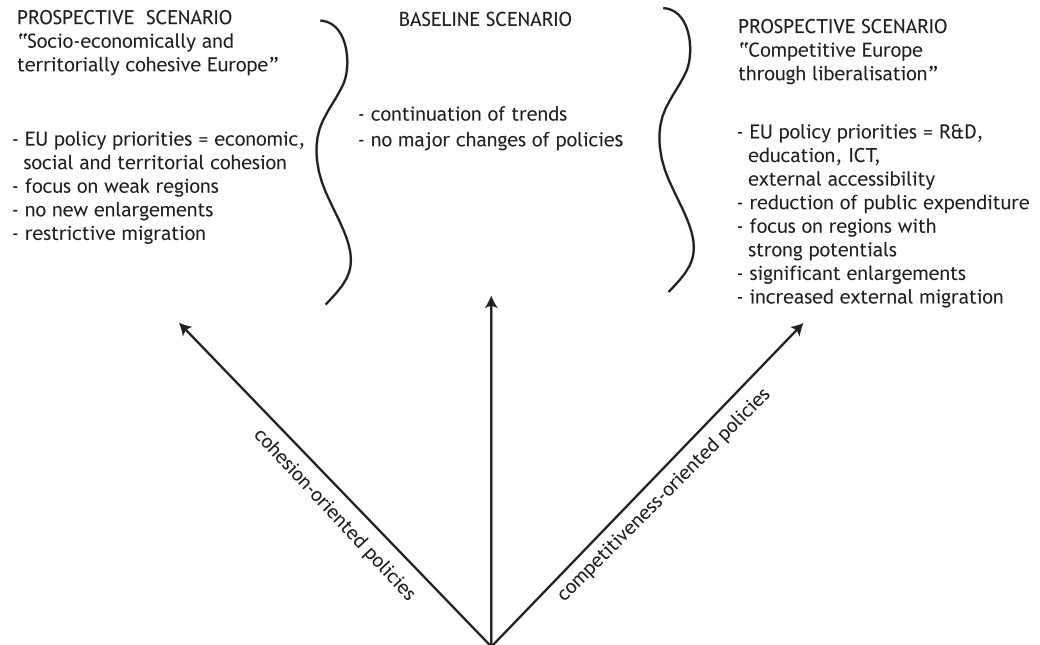 PROSPECTIVE SCENARIO
"Socio-economically and
territorially cohesive Europe"
- EU policy priorities = economic,
social and territorial cohesion
- focus on weak regions
- no new enlargements
- restrictive migration
BASELINE SCENARIO
- continuation of trends
- no major changes of policies
PROSPECTIVE SCENARIO
"Competitive Europe
through liberalisation"
- EU policy priorities = R&D,
education, ICT,
external accessibility
- reduction of public expenditure
- focus on regions with
strong potentials
- significant enlargements
- increased external migration
cohesion-oriented policies
competitiveness-oriented policies